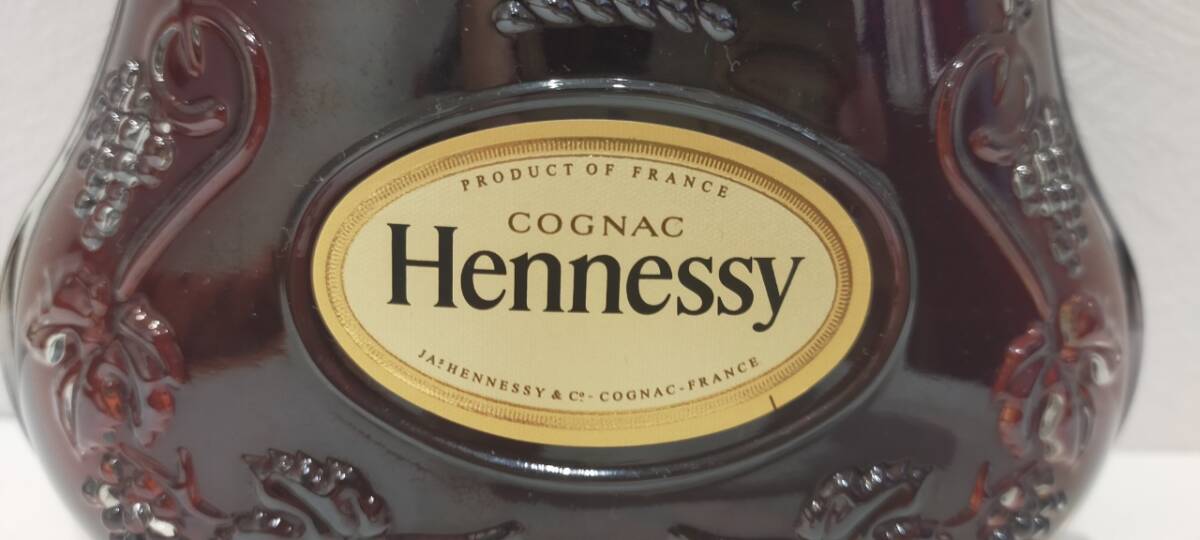 PRODUCT OF FRANCE
COGNAC
Hennessy
JAS HENNESSY & Cº - COGNAC - FRANCE